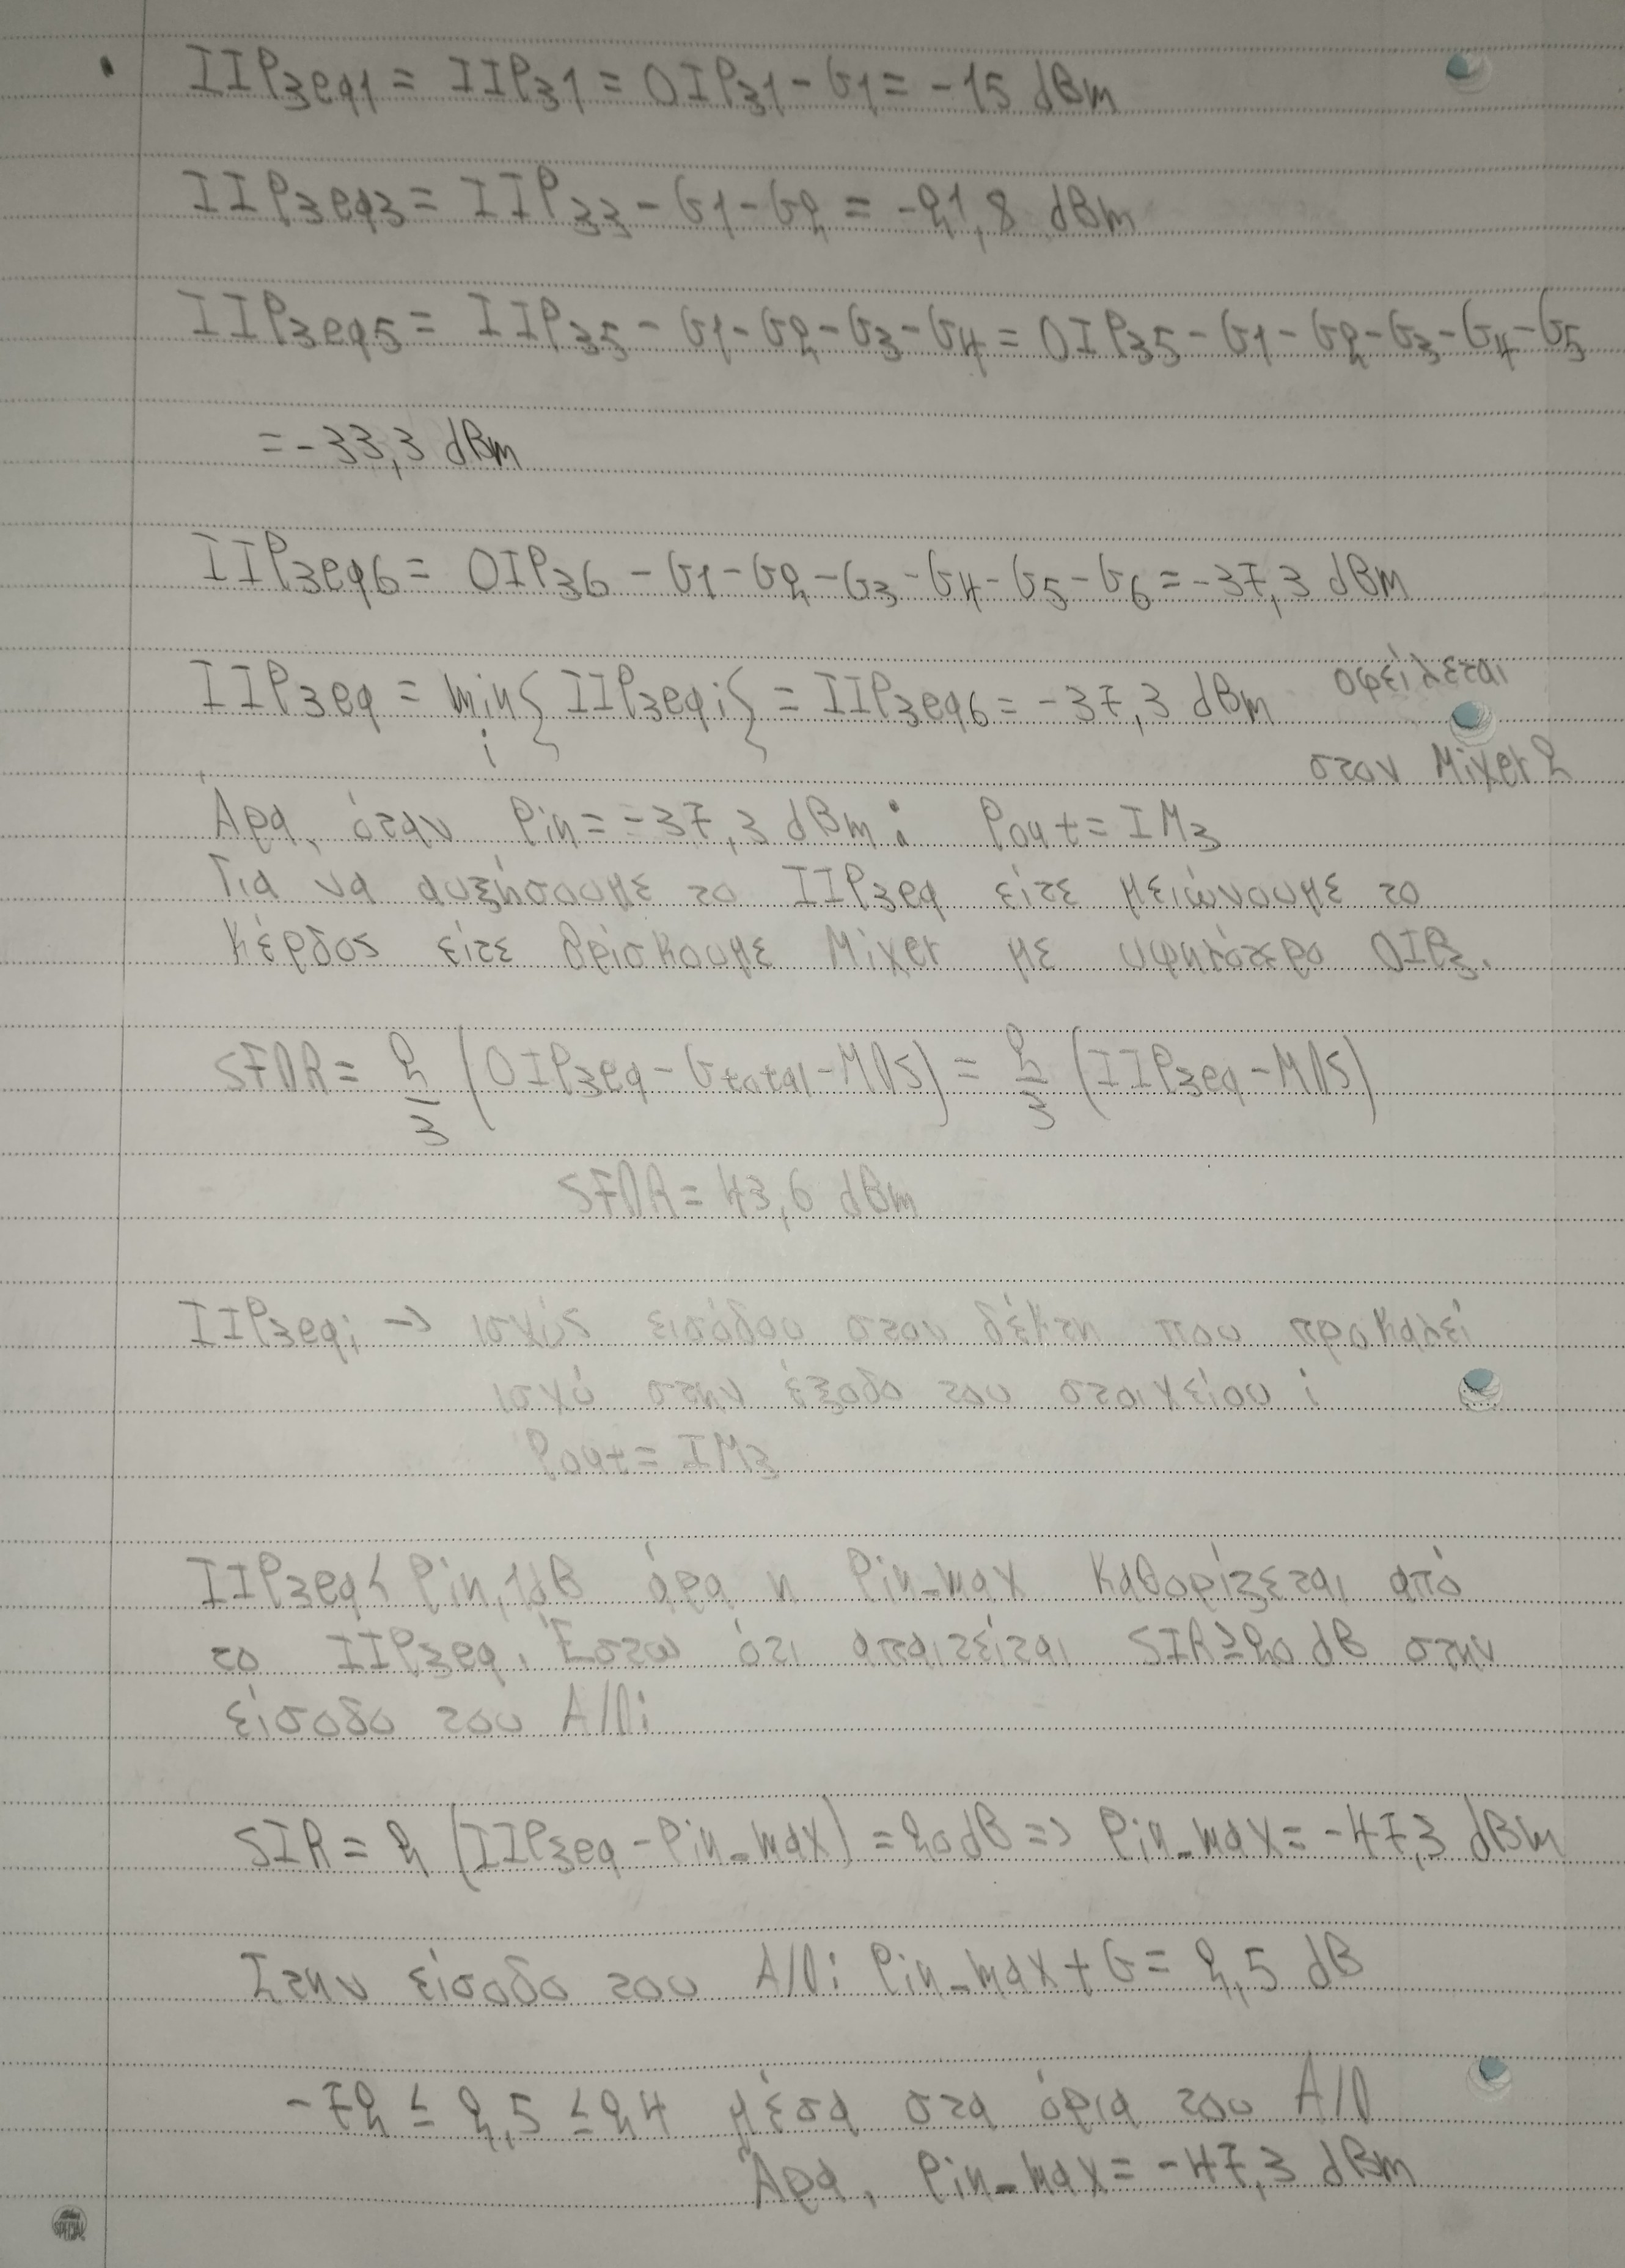 • IIP3eq1 = IIP31 = OIP31 - G1 = -15 dBm
IIP3eq3 = IIP33 - G1 - G2 = -21,8 dBm
IIP3eq5 = IIP35 - G1 - G2 - G3 - G4 = OIP35 - G1 - G2 - G3 - G4 - G5
= -33,3 dBm
IIP3eq6 = OIP36 - G1 - G2 - G3 - G4 - G5 - G6 = -37,3 dBm
IIP3eq = min{IIP3eqi} = IIP3eq6 = -37,3 dBm οφείλεται
i
στον Mixer 2
Άρα, όταν Pin = -37,3 dBm: Pout = IM3
Για να αυξήσουμε το IIP3eq είτε μειώνουμε το
κέρδος είτε βρίσκουμε Mixer με υψηλότερο OIP3.
SFDR = 2/3 (OIP3eq - Gtotal - MDS) = 2/3 (IIP3eq - MDS)
SFDR = 43,6 dBm
IIP3eqi → ισχύς εισόδου στον δέκτη που προκαλεί
ισχύ στην έξοδο του στοιχείου i
Pout = IM3
IIP3eq < Pin,1dB άρα η Pin_max καθορίζεται από
το IIP3eq. Έστω ότι απαιτείται SIR ≥ 20 dB στην
είσοδο του A/D:
SIR = 2 (IIP3eq - Pin_max) = 20 dB => Pin_max = -47,3 dBm
Στην είσοδο του A/D: Pin_max + G = 2,5 dB
-72 ≤ 2,5 ≤ 24 μέσα στα όρια του A/D
Άρα, Pin_max = -47,3 dBm
SPECIAL